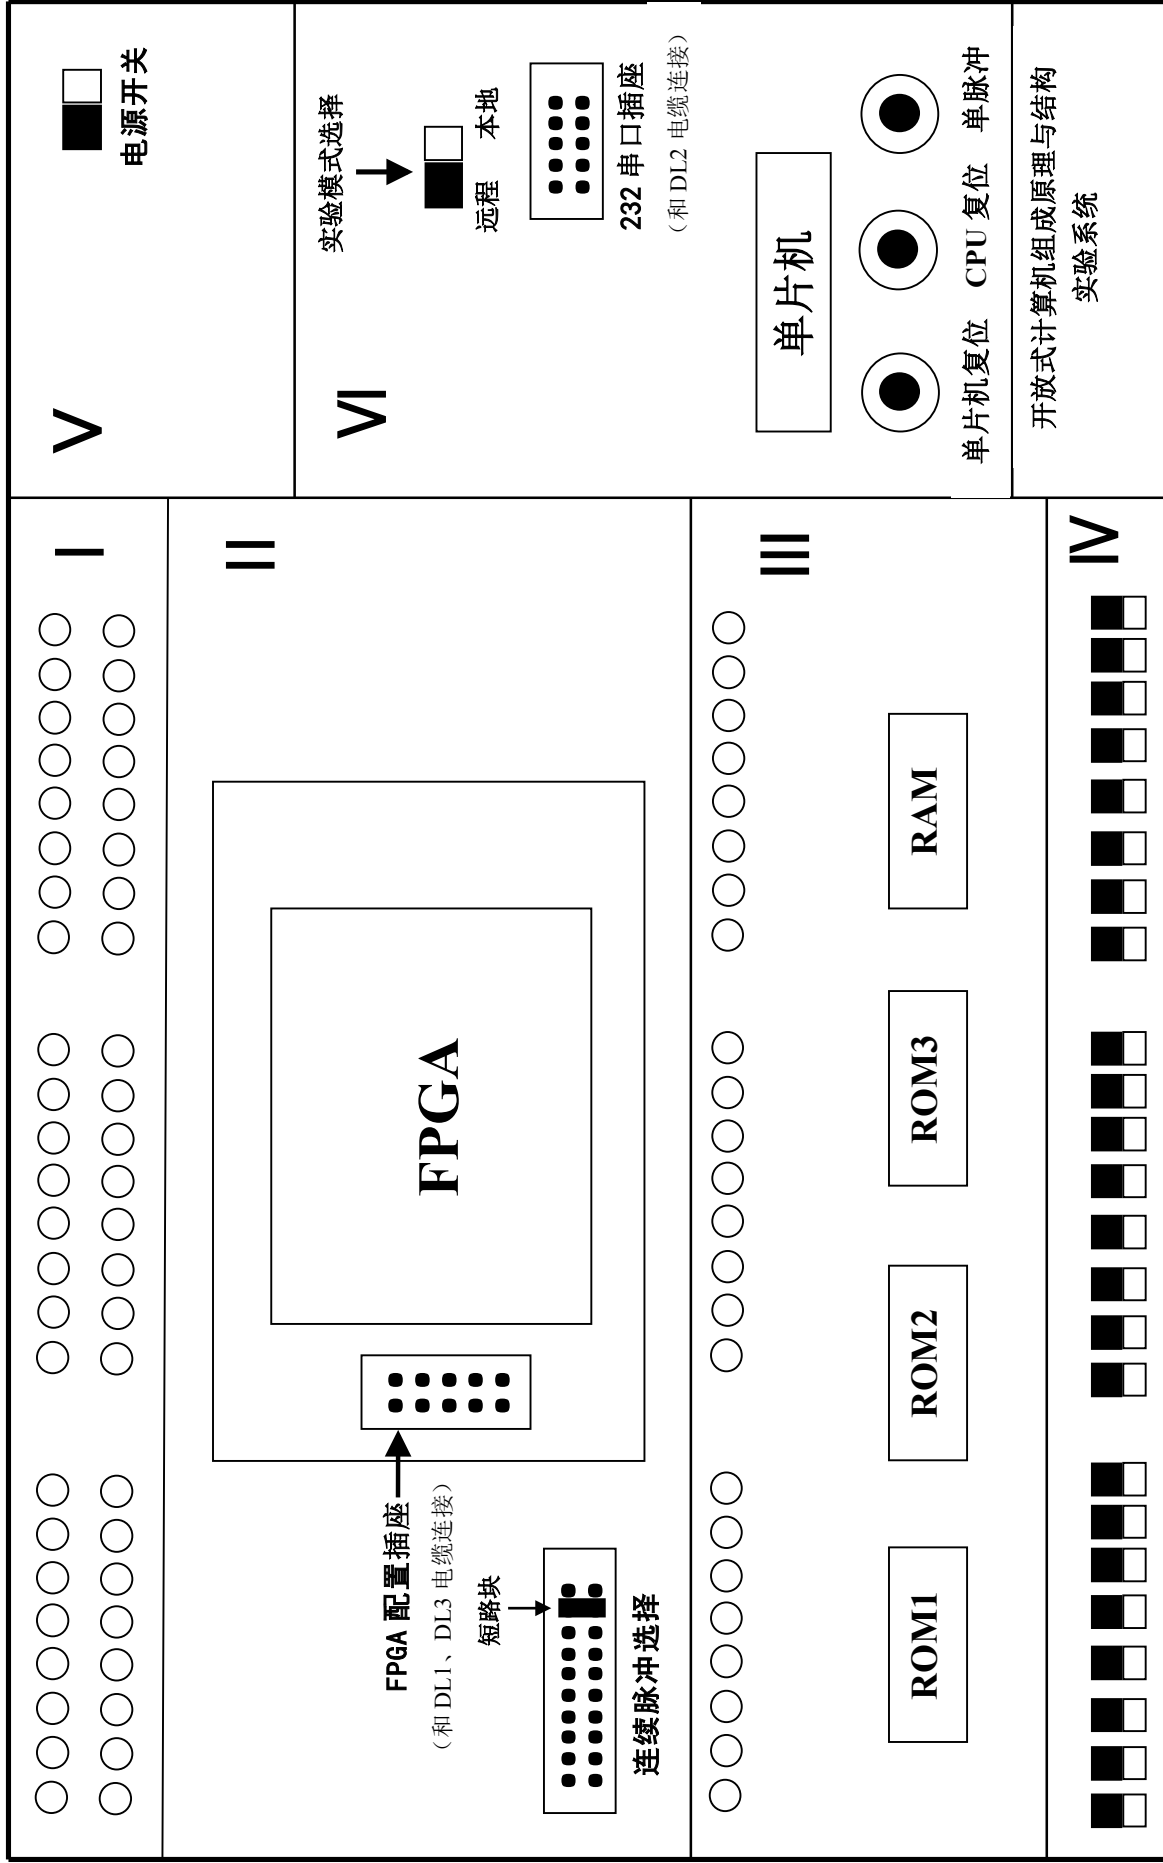 I
II
FPGA
FPGA 配置插座
（和 DL1、DL3 电缆连接）
短路块
连续脉冲选择
III
ROM1
ROM2
ROM3
RAM
IV
V
电源开关
VI
实验模式选择
远程
本地
232 串口插座
（和 DL2 电缆连接）
单片机
单片机复位
CPU 复位
单脉冲
开放式计算机组成原理与结构
实验系统